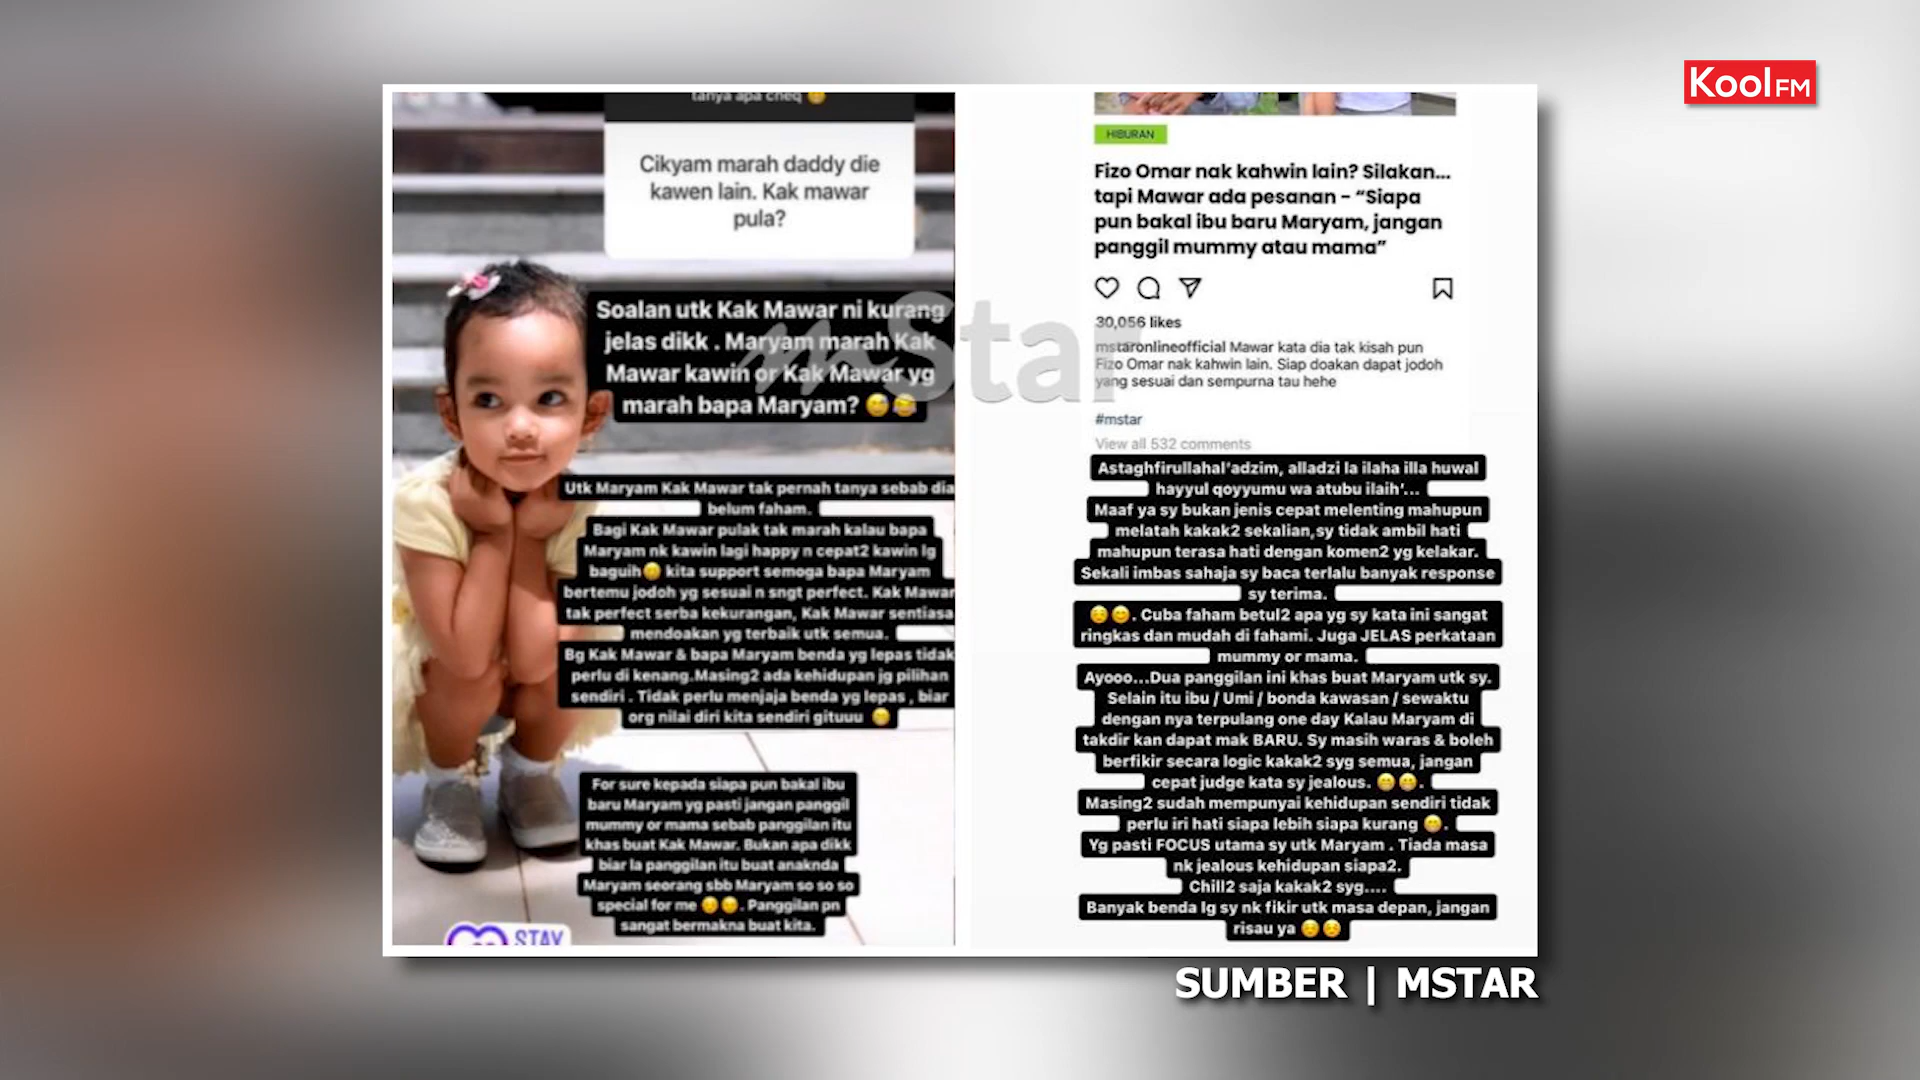 KoolFM
tanya apa cheq
Cikyam marah daddy die
kawen lain. Kak mawar
pula?
Soalan utk Kak Mawar ni kurang
jelas dikk . Maryam marah Kak
Mawar kawin or Kak Mawar yg
marah bapa Maryam? 😅😂
Utk Maryam Kak Mawar tak pernah tanya sebab dia
belum faham.
Bagi Kak Mawar pulak tak marah kalau bapa
Maryam nk kawin lagi happy n cepat2 kawin lg
baguih😊 kita support semoga bapa Maryam
bertemu jodoh yg sesuai n sngt perfect. Kak Mawar
tak perfect serba kekurangan, Kak Mawar sentiasa
mendoakan yg terbaik utk semua.
Bg Kak Mawar & bapa Maryam benda yg lepas tidak
perlu di kenang.Masing2 ada kehidupan jg pilihan
sendiri . Tidak perlu menjaja benda yg lepas , biar
org nilai diri kita sendiri gituuu 😁
For sure kepada siapa pun bakal ibu
baru Maryam yg pasti jangan panggil
mummy or mama sebab panggilan itu
khas buat Kak Mawar. Bukan apa dikk
biar la panggilan itu buat anaknda
Maryam seorang sbb Maryam so so so
special for me ☺️😊. Panggilan pn
sangat bermakna buat kita.
STAY
mStar
HIBURAN
Fizo Omar nak kahwin lain? Silakan...
tapi Mawar ada pesanan - “Siapa
pun bakal ibu baru Maryam, jangan
panggil mummy atau mama”
30,056 likes
mstaronlineofficial Mawar kata dia tak kisah pun
Fizo Omar nak kahwin lain. Siap doakan dapat jodoh
yang sesuai dan sempurna tau hehe
#mstar
View all 532 comments
Astaghfirullahal’adzim, alladzi la ilaha illa huwal
hayyul qoyyumu wa atubu ilaih’...
Maaf ya sy bukan jenis cepat melenting mahupun
melatah kakak2 sekalian,sy tidak ambil hati
mahupun terasa hati dengan komen2 yg kelakar.
Sekali imbas sahaja sy baca terlalu banyak response
sy terima.
☺️😊. Cuba faham betul2 apa yg sy kata ini sangat
ringkas dan mudah di fahami. Juga JELAS perkataan
mummy or mama.
Ayooo...Dua panggilan ini khas buat Maryam utk sy.
Selain itu ibu / Umi / bonda kawasan / sewaktu
dengan nya terpulang one day Kalau Maryam di
takdir kan dapat mak BARU. Sy masih waras & boleh
berfikir secara logic kakak2 syg semua, jangan
cepat judge kata sy jealous. 😁😁.
Masing2 sudah mempunyai kehidupan sendiri tidak
perlu iri hati siapa lebih siapa kurang 😁.
Yg pasti FOCUS utama sy utk Maryam . Tiada masa
nk jealous kehidupan siapa2.
Chill2 saja kakak2 syg....
Banyak benda lg sy nk fikir utk masa depan, jangan
risau ya ☺️☺️
SUMBER | MSTAR